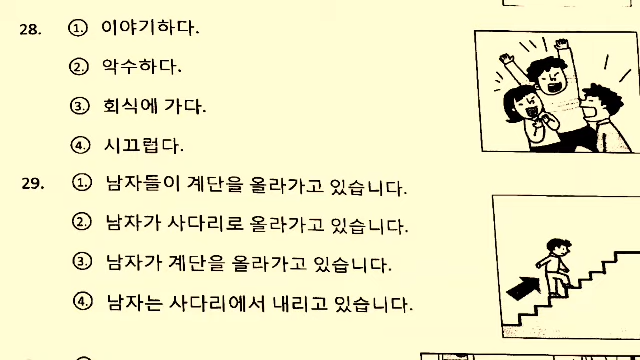 28. ① 이야기하다.
② 악수하다.
③ 회식에 가다.
④ 시끄럽다.
29. ① 남자들이 계단을 올라가고 있습니다.
② 남자가 사다리로 올라가고 있습니다.
③ 남자가 계단을 올라가고 있습니다.
④ 남자는 사다리에서 내리고 있습니다.